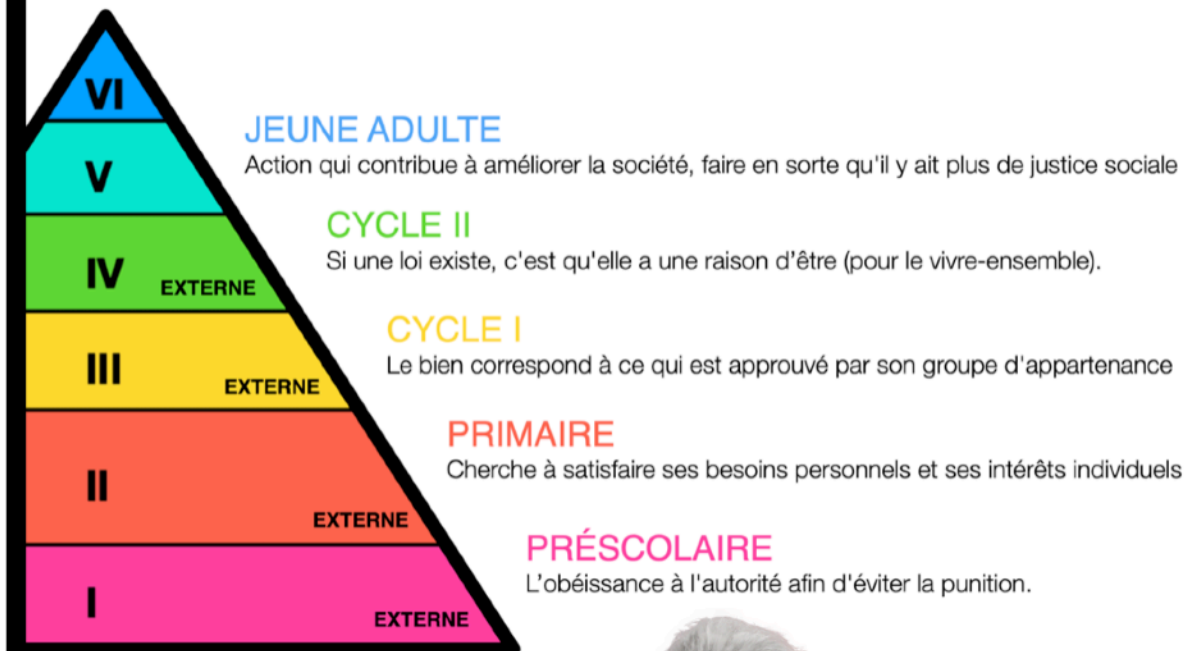 VI
JEUNE ADULTE
Action qui contribue à améliorer la société, faire en sorte qu'il y ait plus de justice sociale
V
CYCLE II
Si une loi existe, c'est qu'elle a une raison d'être (pour le vivre-ensemble).
IV EXTERNE
CYCLE I
Le bien correspond à ce qui est approuvé par son groupe d'appartenance
III EXTERNE
PRIMAIRE
Cherche à satisfaire ses besoins personnels et ses intérêts individuels
II
EXTERNE
PRÉSCOLAIRE
L'obéissance à l'autorité afin d'éviter la punition.
I
EXTERNE